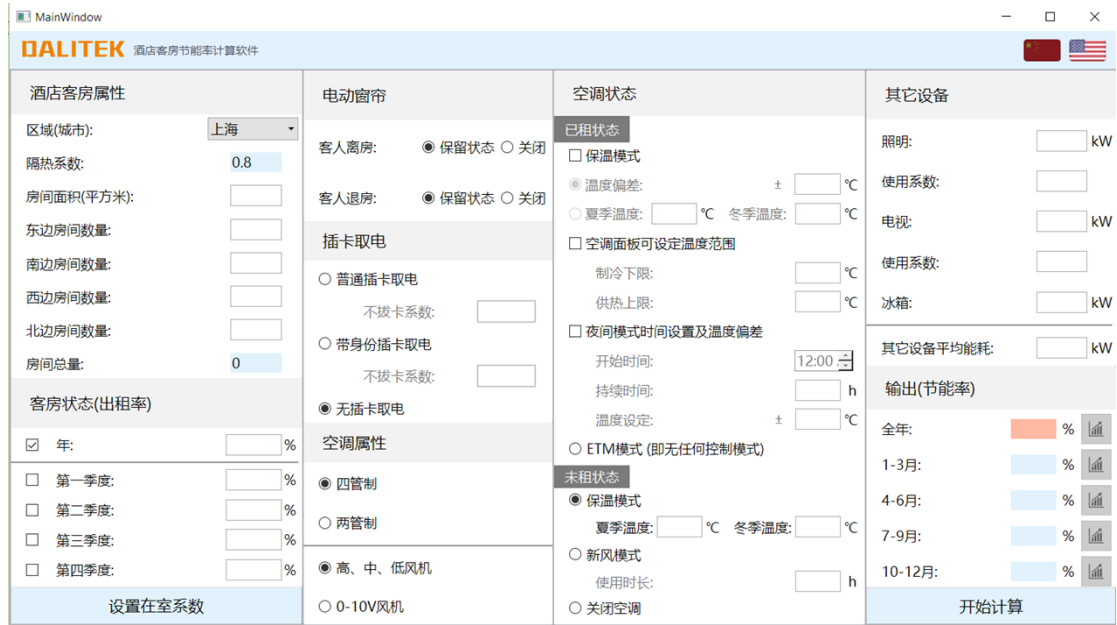 MainWindow
DALITEK 酒店客房节能率计算软件
酒店客房属性
区域(城市): 上海
隔热系数: 0.8
房间面积(平方米):
东边房间数量:
南边房间数量:
西边房间数量:
北边房间数量:
房间总量: 0
客房状态(出租率)
年: %
第一季度: %
第二季度: %
第三季度: %
第四季度: %
设置在室系数
电动窗帘
客人离房: 保留状态 关闭
客人退房: 保留状态 关闭
插卡取电
普通插卡取电
不拔卡系数:
带身份插卡取电
不拔卡系数:
无插卡取电
空调属性
四管制
两管制
高、中、低风机
0-10V风机
空调状态
已租状态
保温模式
温度偏差: ± ℃
夏季温度: ℃ 冬季温度: ℃
空调面板可设定温度范围
制冷下限: ℃
供热上限: ℃
夜间模式时间设置及温度偏差
开始时间: 12:00
持续时间: h
温度设定: ± ℃
ETM模式 (即无任何控制模式)
未租状态
保温模式
夏季温度: ℃ 冬季温度: ℃
新风模式
使用时长: h
关闭空调
其它设备
照明: kW
使用系数:
电视: kW
使用系数:
冰箱: kW
其它设备平均能耗: kW
输出(节能率)
全年: %
1-3月: %
4-6月: %
7-9月: %
10-12月: %
开始计算